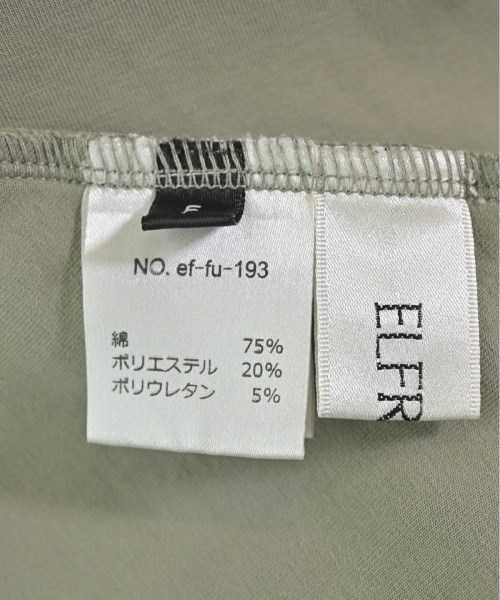 F
NO. ef-fu-193
綿 75%
ポリエステル 20%
ポリウレタン 5%
ELFR